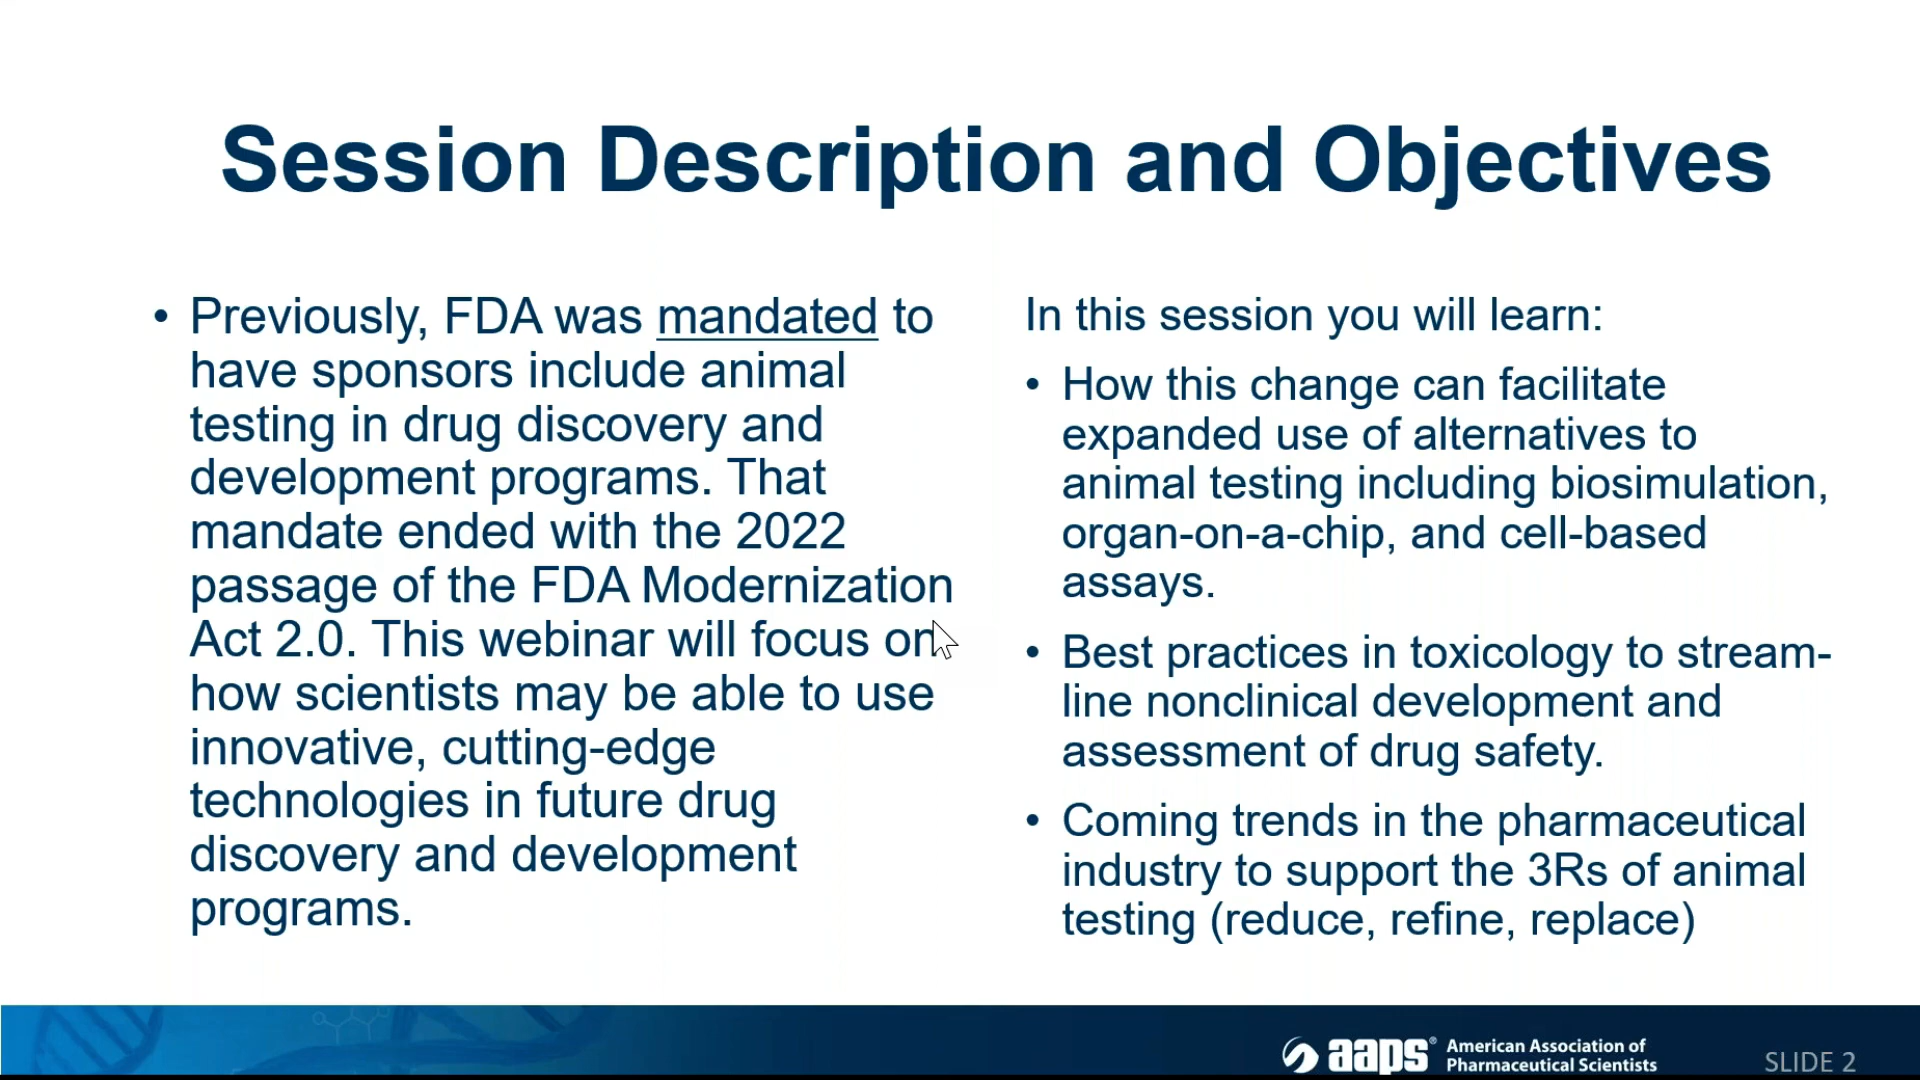 Session Description and Objectives
• Previously, FDA was mandated to
have sponsors include animal
testing in drug discovery and
development programs. That
mandate ended with the 2022
passage of the FDA Modernization
Act 2.0. This webinar will focus on
how scientists may be able to use
innovative, cutting-edge
technologies in future drug
discovery and development
programs.
In this session you will learn:
• How this change can facilitate
expanded use of alternatives to
animal testing including biosimulation,
organ-on-a-chip, and cell-based
assays.
• Best practices in toxicology to stream-
line nonclinical development and
assessment of drug safety.
• Coming trends in the pharmaceutical
industry to support the 3Rs of animal
testing (reduce, refine, replace)
aaps®
American Association of
Pharmaceutical Scientists
SLIDE 2